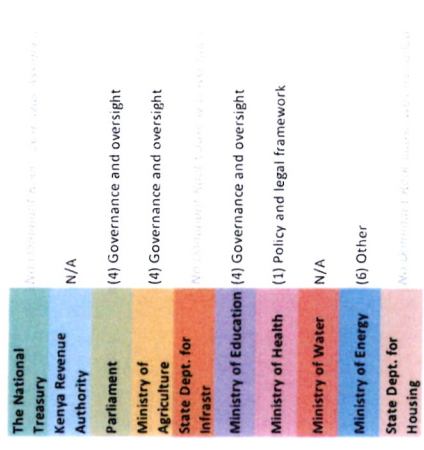 The National
Treasury
Kenya Revenue
Authority
N/A
Parliament
(4) Governance and oversight
Ministry of
Agriculture
(4) Governance and oversight
State Dept. for
Infrastr
Ministry of Education
(4) Governance and oversight
Ministry of Health
(1) Policy and legal framework
Ministry of Water
N/A
Ministry of Energy
(6) Other
State Dept. for
Housing